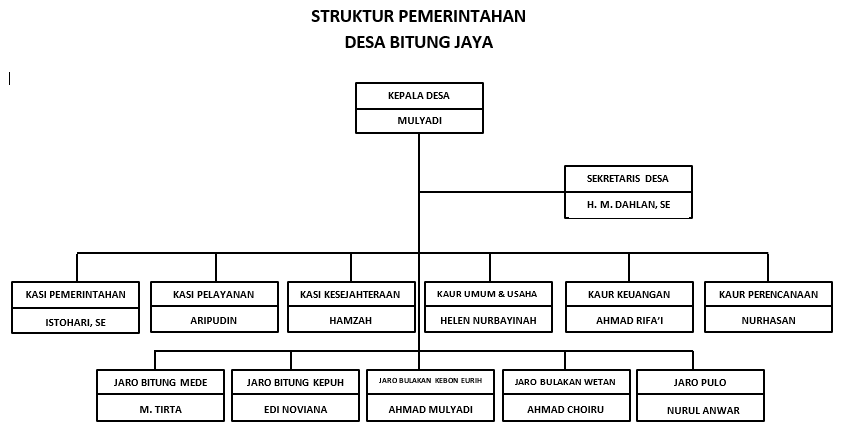 STRUKTUR PEMERINTAHAN
DESA BITUNG JAYA
KEPALA DESA
MULYADI
SEKRETARIS DESA
H. M. DAHLAN, SE
KASI PEMERINTAHAN
ISTOHARI, SE
KASI PELAYANAN
ARIPUDIN
KASI KESEJAHTERAAN
HAMZAH
KAUR UMUM & USAHA
HELEN NURBAYINAH
KAUR KEUANGAN
AHMAD RIFA'I
KAUR PERENCANAAN
NURHASAN
JARO BITUNG MEDE
M. TIRTA
JARO BITUNG KEPUH
EDI NOVIANA
JARO BULAKAN KEBON EURIH
AHMAD MULYADI
JARO BULAKAN WETAN
AHMAD CHOIRU
JARO PULO
NURUL ANWAR